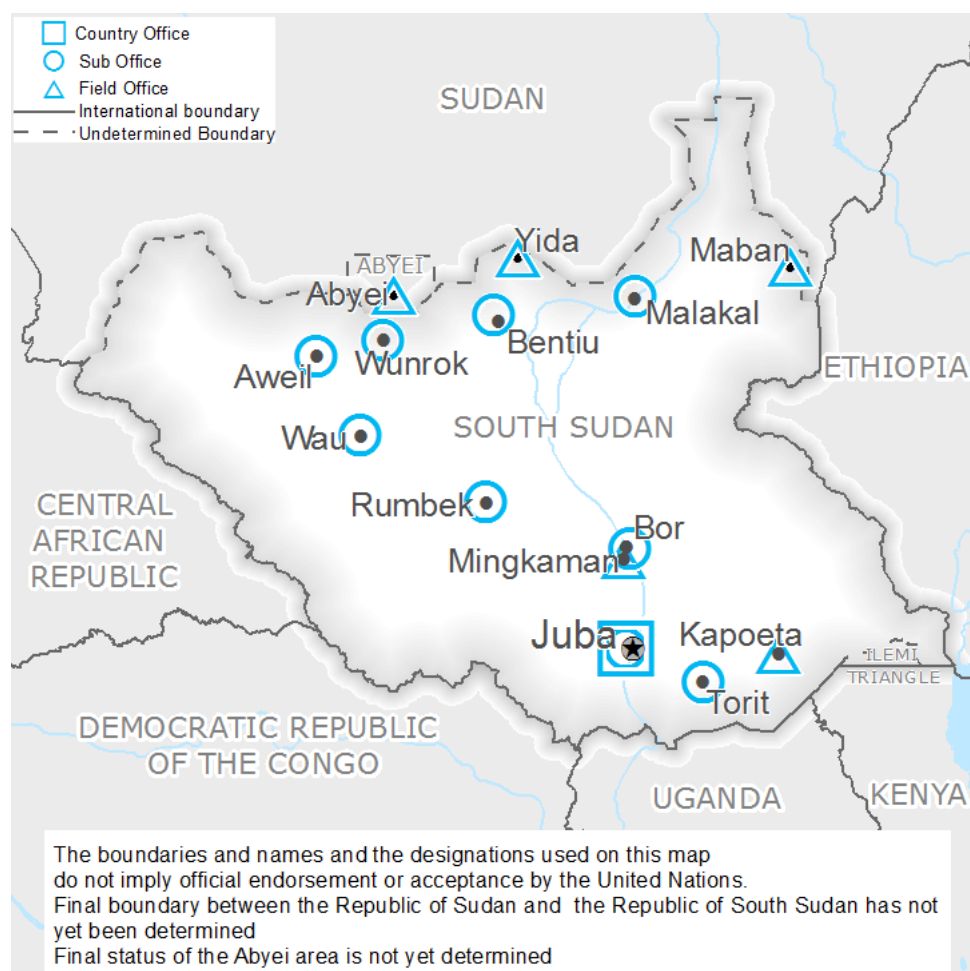 Country Office
Sub Office
Field Office
International boundary
Undetermined Boundary
SUDAN
Yida
Maban
ABYEI
Abyei
Malakal
Bentiu
Wunrok
Aweil
ETHIOPIA
SOUTH SUDAN
Wau
Rumbek
CENTRAL
AFRICAN
REPUBLIC
Bor
Mingkaman
Juba
Kapoeta
ILEMI
TRIANGLE
Torit
DEMOCRATIC REPUBLIC
OF THE CONGO
UGANDA
KENYA
The boundaries and names and the designations used on this map
do not imply official endorsement or acceptance by the United Nations.
Final boundary between the Republic of Sudan and  the Republic of South Sudan has not
yet been determined
Final status of the Abyei area is not yet determined